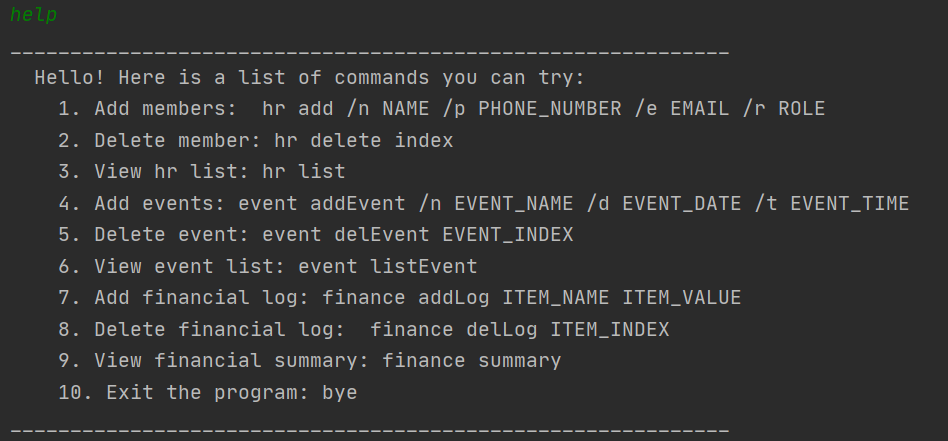 help
____________________________________________________________
Hello! Here is a list of commands you can try:
1. Add members:  hr add /n NAME /p PHONE_NUMBER /e EMAIL /r ROLE
2. Delete member: hr delete index
3. View hr list: hr list
4. Add events: event addEvent /n EVENT_NAME /d EVENT_DATE /t EVENT_TIME
5. Delete event: event delEvent EVENT_INDEX
6. View event list: event listEvent
7. Add financial log: finance addLog ITEM_NAME ITEM_VALUE
8. Delete financial log:  finance delLog ITEM_INDEX
9. View financial summary: finance summary
10. Exit the program: bye
____________________________________________________________